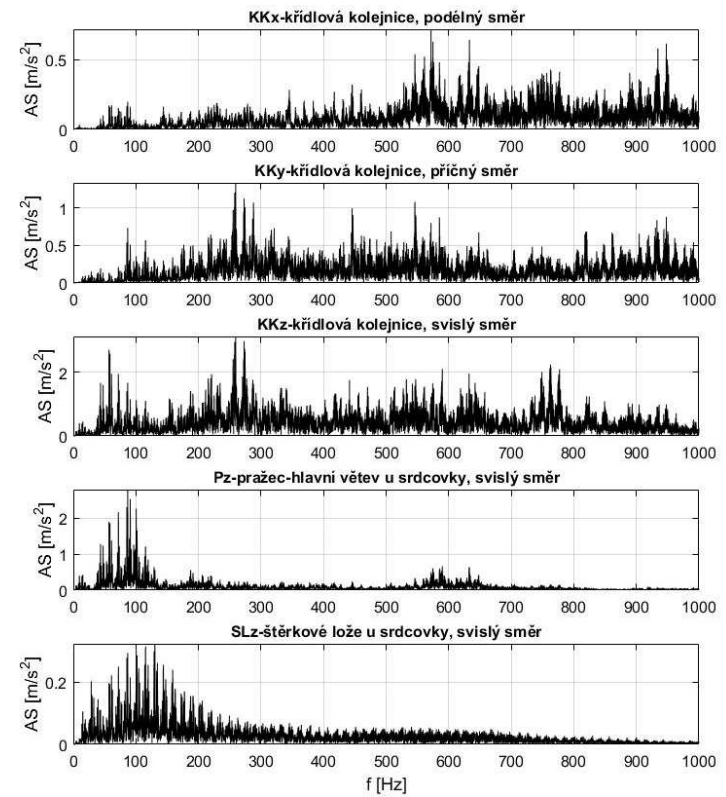 KKx-křídlová kolejnice, podélný směr
AS [m/s²]
0.5
0
0 100 200 300 400 500 600 700 800 900 1000
KKy-křídlová kolejnice, příčný směr
AS [m/s²]
1
0.5
0
0 100 200 300 400 500 600 700 800 900 1000
KKz-křídlová kolejnice, svislý směr
AS [m/s²]
2
0
0 100 200 300 400 500 600 700 800 900 1000
Pz-pražec-hlavní větev u srdcovky, svislý směr
AS [m/s²]
2
1
0
0 100 200 300 400 500 600 700 800 900 1000
SLz-štěrkové lože u srdcovky, svislý směr
AS [m/s²]
0.2
0
0 100 200 300 400 500 600 700 800 900 1000
f [Hz]